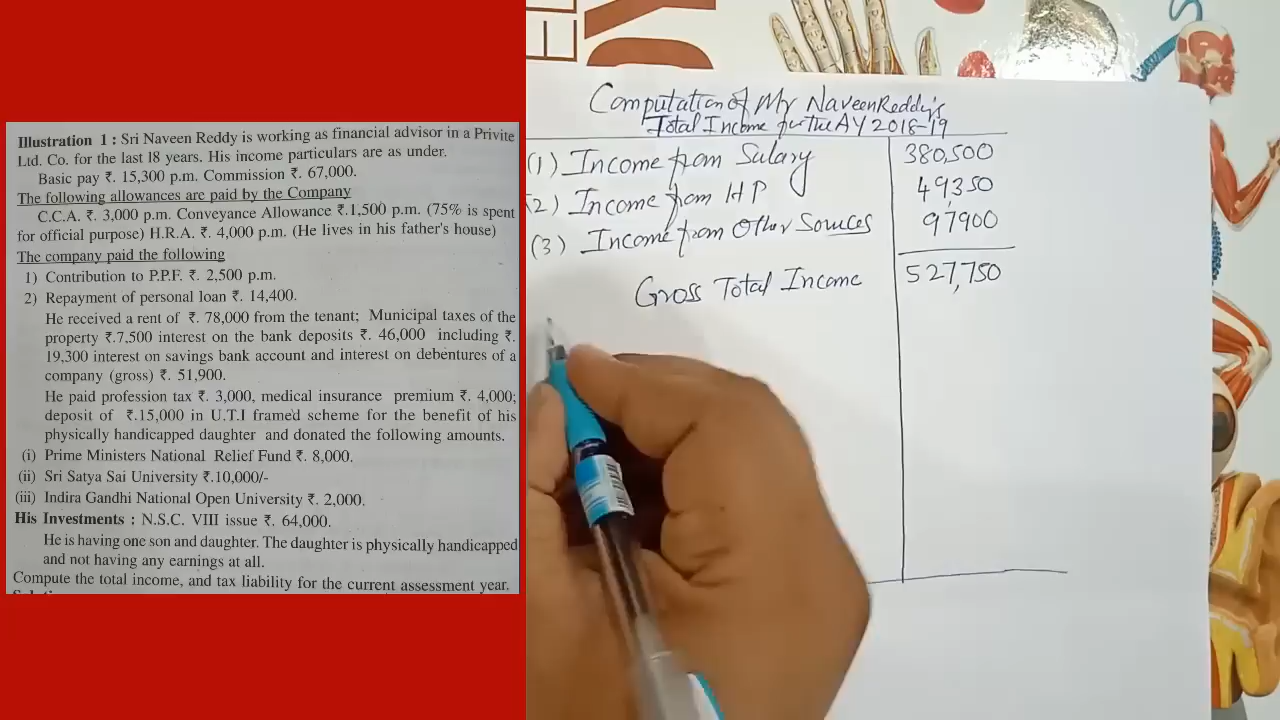 Illustration 1 : Sri Naveen Reddy is working as financial advisor in a Privite
Ltd. Co. for the last 18 years. His income particulars are as under.
Basic pay ₹. 15,300 p.m. Commission ₹. 67,000.
The following allowances are paid by the Company
C.C.A. ₹. 3,000 p.m. Conveyance Allowance ₹.1,500 p.m. (75% is spent
for official purpose) H.R.A. ₹. 4,000 p.m. (He lives in his father's house)
The company paid the following
1) Contribution to P.P.F. ₹. 2,500 p.m.
2) Repayment of personal loan ₹. 14,400.
He received a rent of ₹. 78,000 from the tenant; Municipal taxes of the
property ₹.7,500 interest on the bank deposits ₹. 46,000 including ₹.
19,300 interest on savings bank account and interest on debentures of a
company (gross) ₹. 51,900.
He paid profession tax ₹. 3,000, medical insurance premium ₹. 4,000;
deposit of ₹.15,000 in U.T.I framed scheme for the benefit of his
physically handicapped daughter and donated the following amounts.
(i) Prime Ministers National Relief Fund ₹. 8,000.
(ii) Sri Satya Sai University ₹.10,000/-
(iii) Indira Gandhi National Open University ₹. 2,000.
His Investments : N.S.C. VIII issue ₹. 64,000.
He is having one son and daughter. The daughter is physically handicapped
and not having any earnings at all.
Compute the total income, and tax liability for the current assessment year.
Computation of Mr Naveen Reddy's
Total Income for the AY 2018-19
(1) Income from Salary 380,500
2) Income from HP 49,350
(3) Income from Other Sources 97900
Gross Total Income 527,750